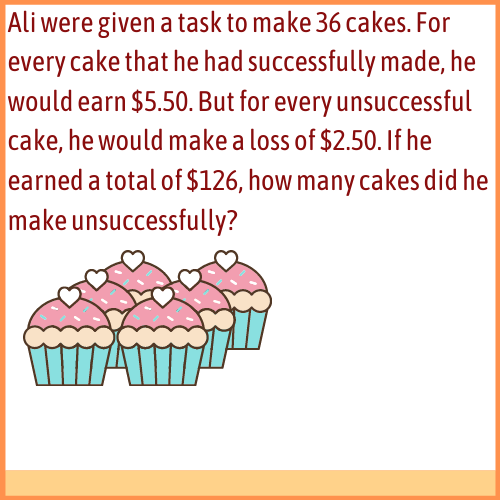 Ali were given a task to make 36 cakes. For
every cake that he had successfully made, he
would earn $5.50. But for every unsuccessful
cake, he would make a loss of $2.50. If he
earned a total of $126, how many cakes did he
make unsuccessfully?